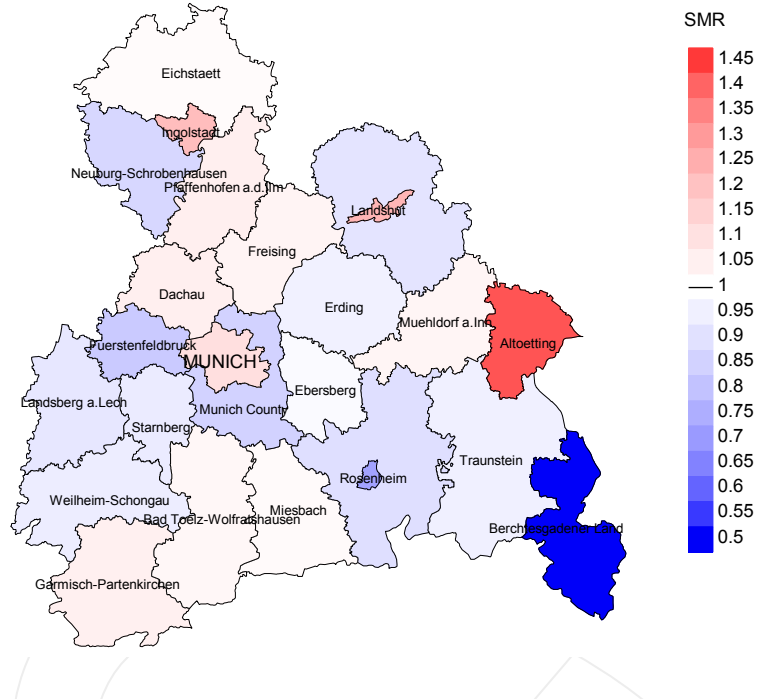 SMR
1.45
1.4
1.35
1.3
1.25
1.2
1.15
1.1
1.05
1
0.95
0.9
0.85
0.8
0.75
0.7
0.65
0.6
0.55
0.5
Eichstaett
Ingolstadt
Neuburg-Schrobenhausen
Pfaffenhofen a.d.Ilm
Landshut
Freising
Dachau
Erding
Muehldorf a.Inn
Altoetting
Fuerstenfeldbruck
MUNICH
Ebersberg
Landsberg a.Lech
Munich County
Starnberg
Traunstein
Rosenheim
Weilheim-Schongau
Miesbach
Bad Toelz-Wolfratshausen
Berchtesgadener Land
Garmisch-Partenkirchen